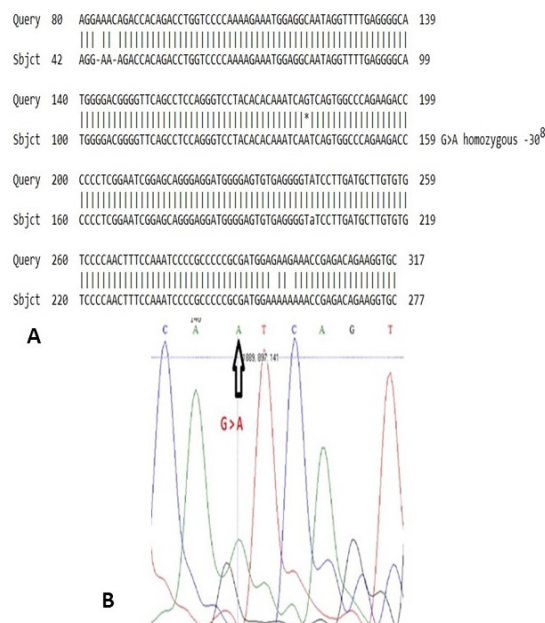 Query 80 AGGAAACAGACCACAGACCTGGTCCCCAAAAGAAATGGAGGCAATAGGTTTTGAGGGGCA 139
||| || ||||||||||||||||||||||||||||||||||||||||||||||||||||
Sbjct 42 AGG-AA-AGACCACAGACCTGGTCCCCAAAAGAAATGGAGGCAATAGGTTTTGAGGGGCA 99
Query 140 TGGGGACGGGGTTCAGCCTCCAGGGTCCTACACACAAATCAGTCAGTGGCCCAGAAGACC 199
|||||||||||||||||||||||||||||||||||||||||*||||||||||||||||||
Sbjct 100 TGGGGACGGGGTTCAGCCTCCAGGGTCCTACACACAAATCAATCAGTGGCCCAGAAGACC 159 G>A homozygous -308
Query 200 CCCCTCGGAATCGGAGCAGGGAGGATGGGGAGTGTGAGGGGTATCCTTGATGCTTGTGTG 259
||||||||||||||||||||||||||||||||||||||||||||||||||||||||||||
Sbjct 160 CCCCTCGGAATCGGAGCAGGGAGGATGGGGAGTGTGAGGGGTaTCCTTGATGCTTGTGTG 219
Query 260 TCCCCAACTTTCCAAATCCCCGCCCCCGCGATGGAGAAGAAACCGAGACAGAAGGTGC 317
||||||||||||||||||||||||||||||||||| || |||||||||||||||||||
Sbjct 220 TCCCCAACTTTCCAAATCCCCGCCCCCGCGATGGAAAAAAAACCGAGACAGAAGGTGC 277
A
C A A T C A G T
G>A
B